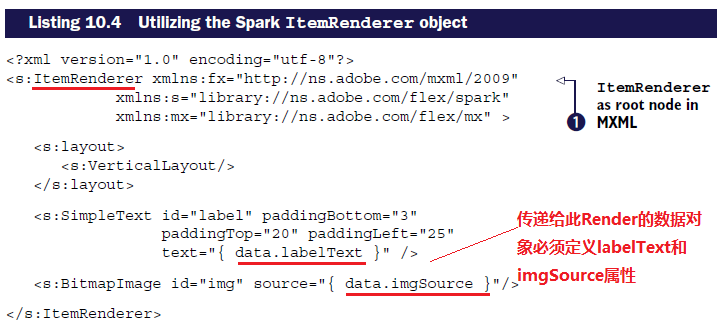 Listing 10.4 Utilizing the Spark ItemRenderer object
<?xml version="1.0" encoding="utf-8"?>
<s:ItemRenderer xmlns:fx="http://ns.adobe.com/mxml/2009"
xmlns:s="library://ns.adobe.com/flex/spark"
xmlns:mx="library://ns.adobe.com/flex/mx" >
ItemRenderer
as root node in
MXML
1
<s:layout>
<s:VerticalLayout/>
</s:layout>
<s:SimpleText id="label" paddingBottom="3"
paddingTop="20" paddingLeft="25"
text="{ data.labelText }" />
传递给此Render的数据对
象必须定义labelText和
imgSource属性
<s:BitmapImage id="img" source="{ data.imgSource }"/>
</s:ItemRenderer>